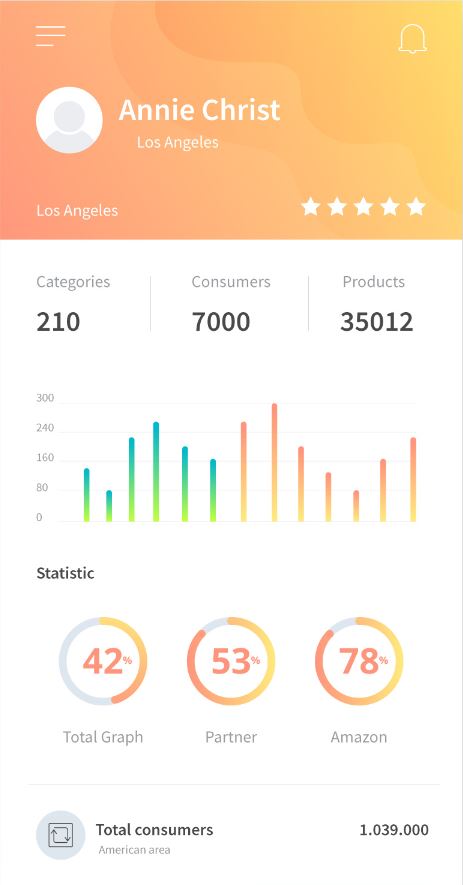 Annie Christ
Los Angeles
Los Angeles
Categories Consumers Products
210 7000 35012
300
240
160
80
0
Statistic
42% 53% 78%
Total Graph Partner Amazon
Total consumers 1.039.000
American area